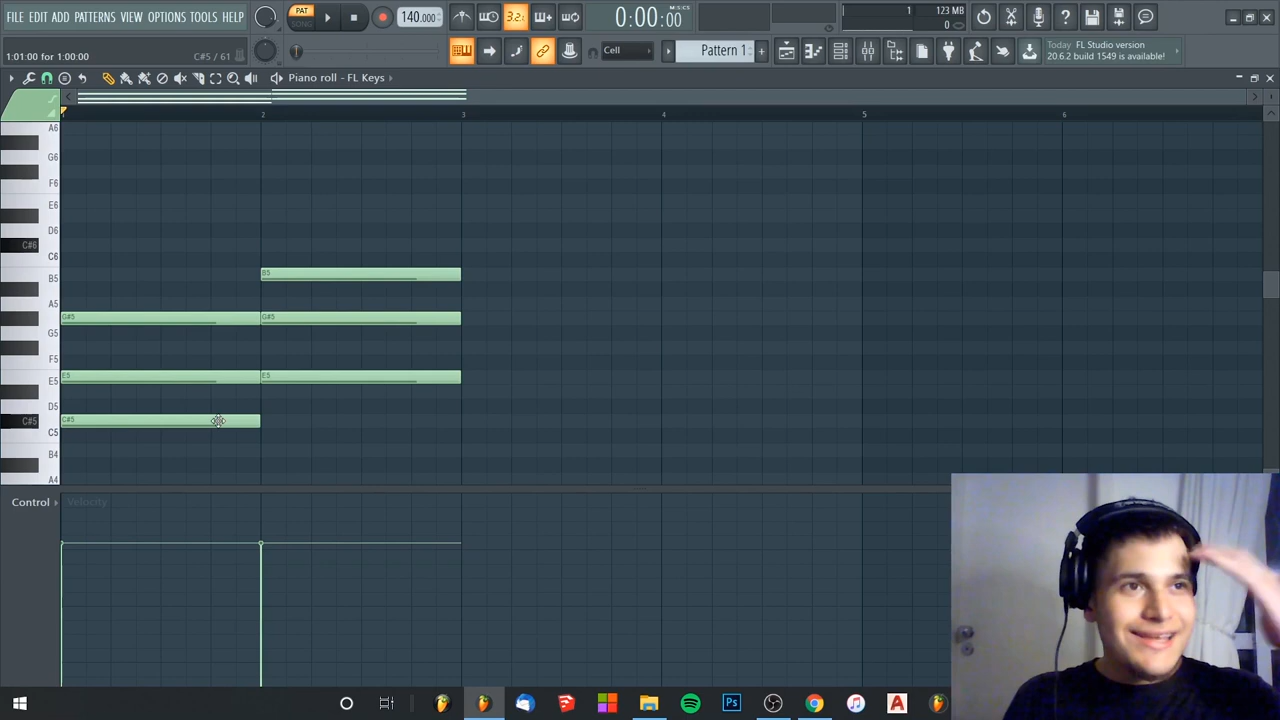 FILE EDIT ADD PATTERNS VIEW OPTIONS TOOLS HELP
PAT
SONG
140.000
3.2.
0:00:00
M:S:CS
1
123 MB
0
1:01:00 for 1:00:00
C#5 / 61
Cell
Pattern 1
Today FL Studio version
20.6.2 build 1549 is available!
Piano roll - FL Keys
2
3
4
5
6
A6
G6
F6
E6
D6
C#6
C6
B5
B5
A5
G#5
G#5
G5
F5
E5
E5
E5
D5
C#5
C#5
C5
B4
A4
Control
Velocity
Ps
A